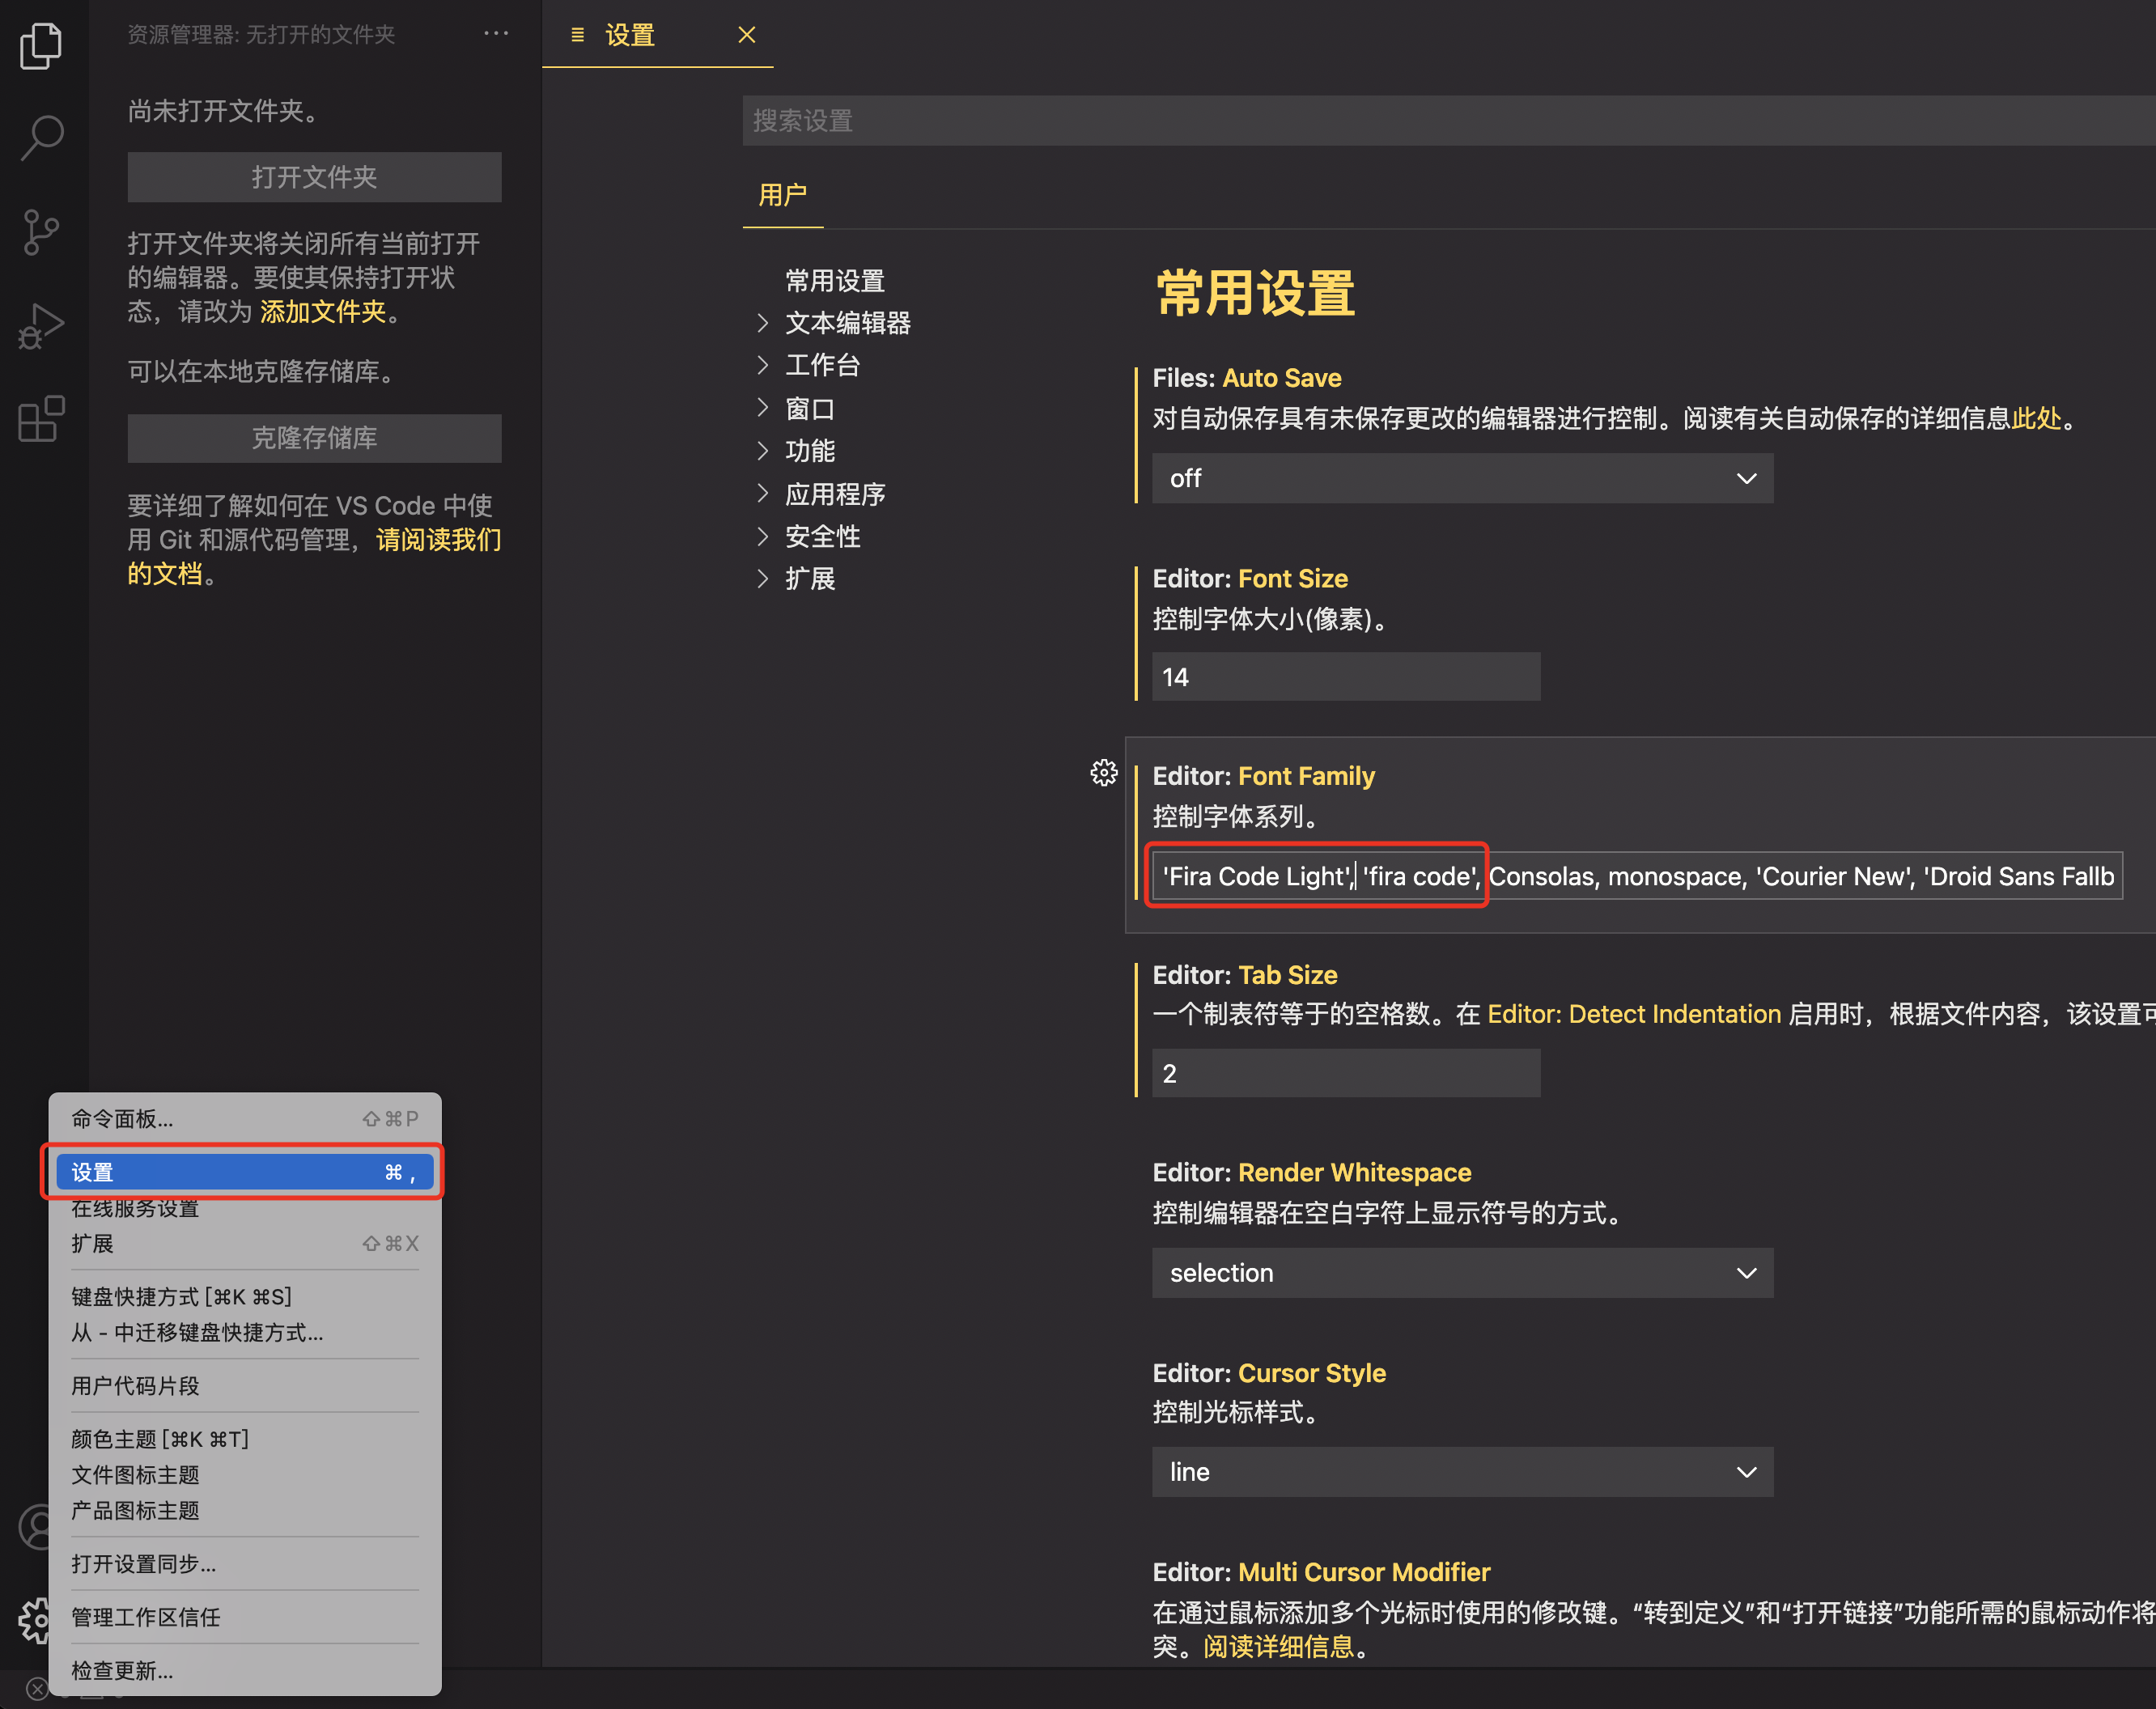 资源管理器: 无打开的文件夹
尚未打开文件夹。
打开文件夹
打开文件夹将关闭所有当前打开
的编辑器。要使其保持打开状
态，请改为 添加文件夹。
可以在本地克隆存储库。
克隆存储库
要详细了解如何在 VS Code 中使
用 Git 和源代码管理，请阅读我们
的文档。
命令面板... ⇧⌘P
设置 ⌘ ,
在线服务设置
扩展 ⇧⌘X
键盘快捷方式 [⌘K ⌘S]
从 - 中迁移键盘快捷方式...
用户代码片段
颜色主题 [⌘K ⌘T]
文件图标主题
产品图标主题
打开设置同步...
管理工作区信任
检查更新...
设置
搜索设置
用户
常用设置
文本编辑器
工作台
窗口
功能
应用程序
安全性
扩展
常用设置
Files: Auto Save
对自动保存具有未保存更改的编辑器进行控制。阅读有关自动保存的详细信息此处。
off
Editor: Font Size
控制字体大小(像素)。
14
Editor: Font Family
控制字体系列。
'Fira Code Light', 'fira code', Consolas, monospace, 'Courier New', 'Droid Sans Fallb
Editor: Tab Size
一个制表符等于的空格数。在 Editor: Detect Indentation 启用时，根据文件内容，该设置可
2
Editor: Render Whitespace
控制编辑器在空白字符上显示符号的方式。
selection
Editor: Cursor Style
控制光标样式。
line
Editor: Multi Cursor Modifier
在通过鼠标添加多个光标时使用的修改键。“转到定义”和“打开链接”功能所需的鼠标动作将
突。阅读详细信息。